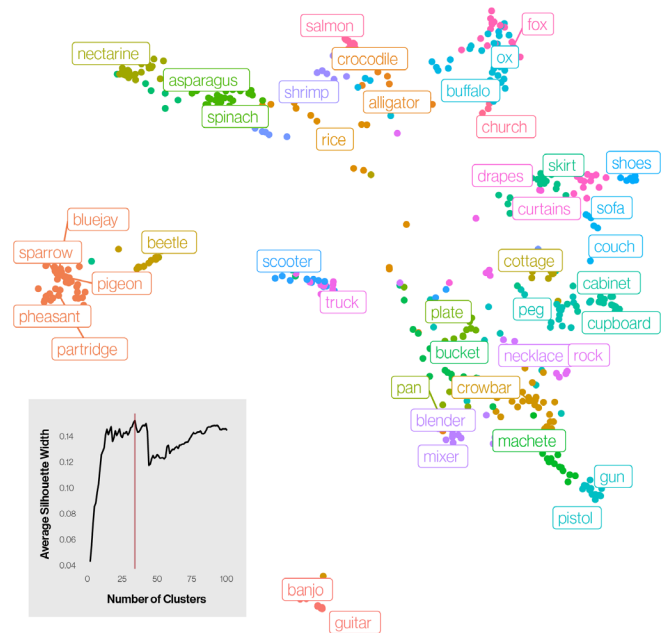 salmon
fox
nectarine
crocodile
ox
asparagus
shrimp
buffalo
alligator
spinach
church
rice
skirt
shoes
drapes
curtains
sofa
bluejay
couch
sparrow
beetle
scooter
cottage
pigeon
cabinet
truck
peg
pheasant
plate
cupboard
partridge
bucket
necklace
rock
pan
crowbar
blender
machete
mixer
gun
pistol
banjo
guitar
Average Silhouette Width
0.14
0.12
0.10
0.08
0.06
0.04
0
25
50
75
100
Number of Clusters